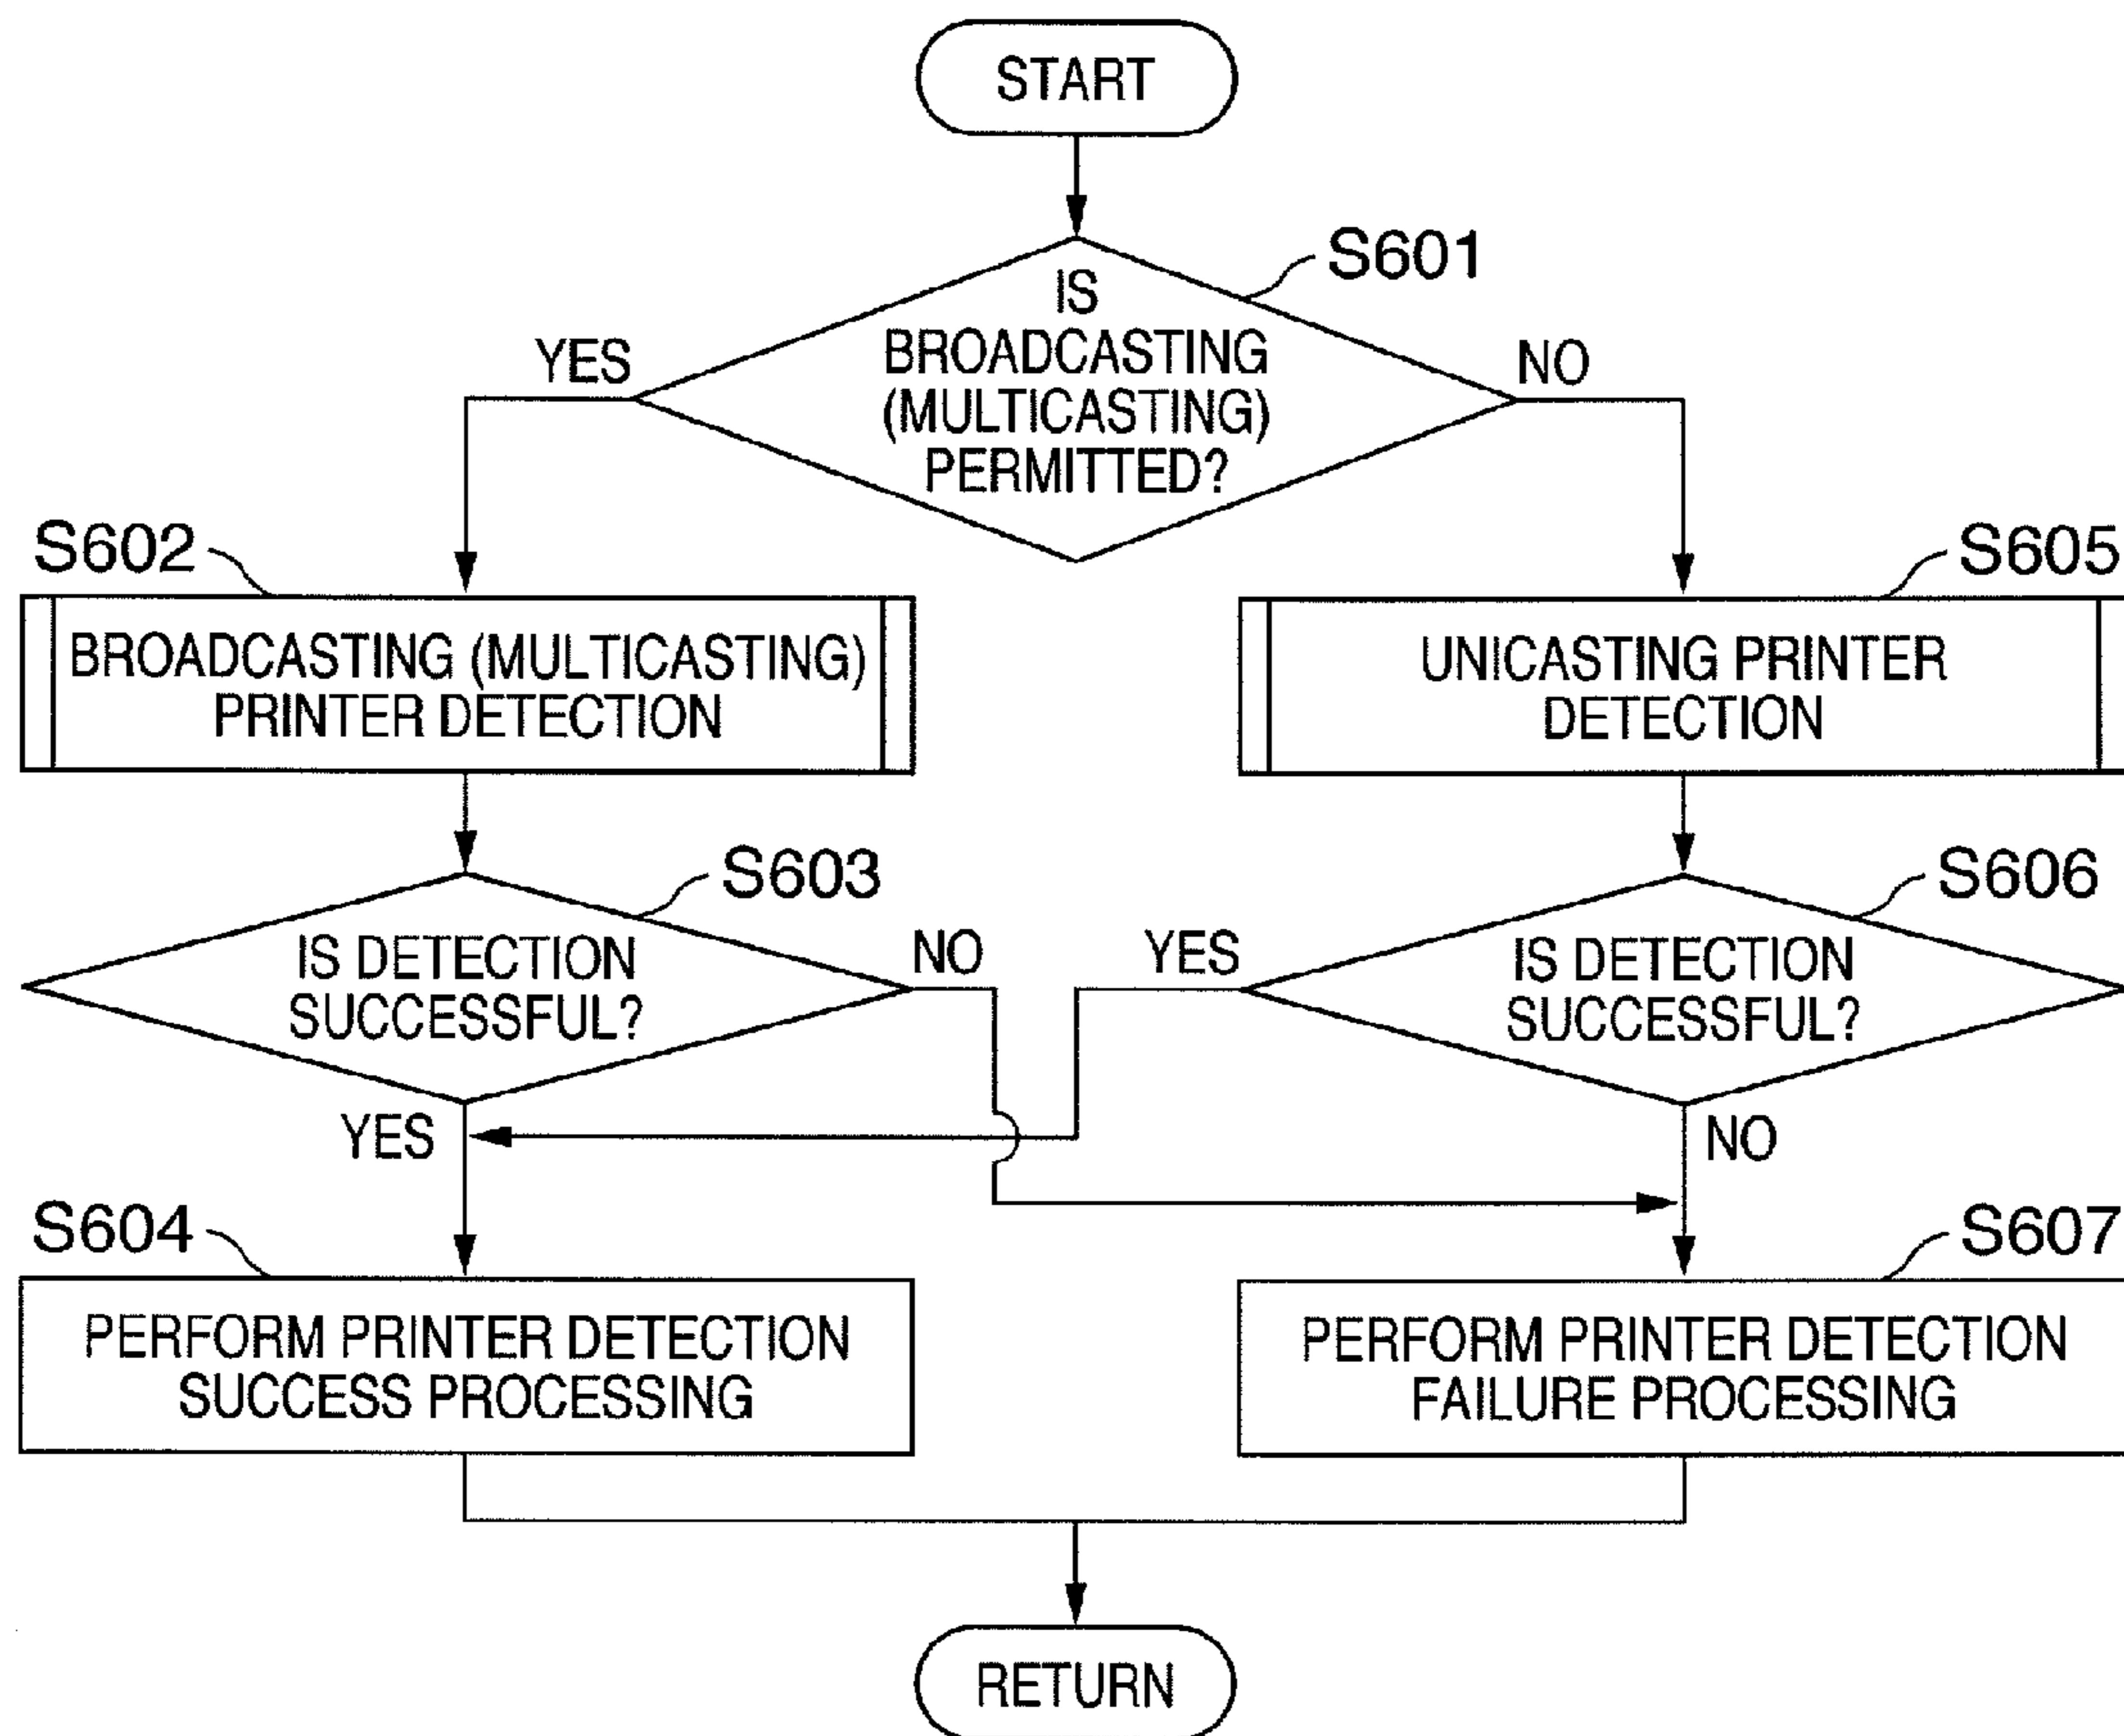 START
S601
IS
BROADCASTING
(MULTICASTING)
PERMITTED?
YES
NO
S602
BROADCASTING (MULTICASTING)
PRINTER DETECTION
S605
UNICASTING PRINTER
DETECTION
S603
IS DETECTION
SUCCESSFUL?
NO
YES
S606
IS DETECTION
SUCCESSFUL?
YES
NO
S604
PERFORM PRINTER DETECTION
SUCCESS PROCESSING
S607
PERFORM PRINTER DETECTION
FAILURE PROCESSING
RETURN